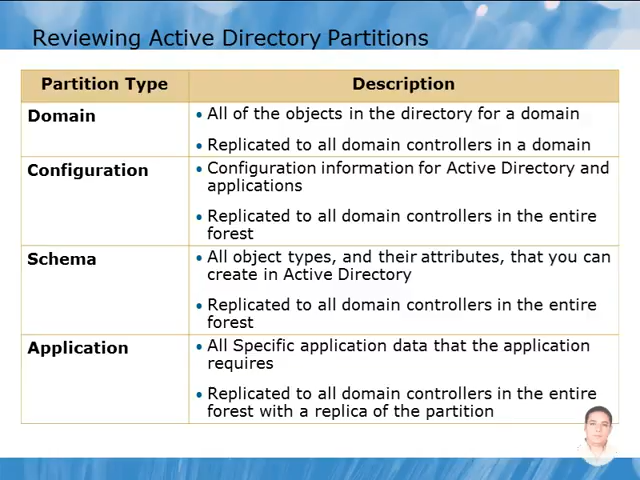 Reviewing Active Directory Partitions
Partition Type
Description
Domain
• All of the objects in the directory for a domain
• Replicated to all domain controllers in a domain
Configuration
• Configuration information for Active Directory and
applications
• Replicated to all domain controllers in the entire
forest
Schema
• All object types, and their attributes, that you can
create in Active Directory
• Replicated to all domain controllers in the entire
forest
Application
• All Specific application data that the application
requires
• Replicated to all domain controllers in the entire
forest with a replica of the partition